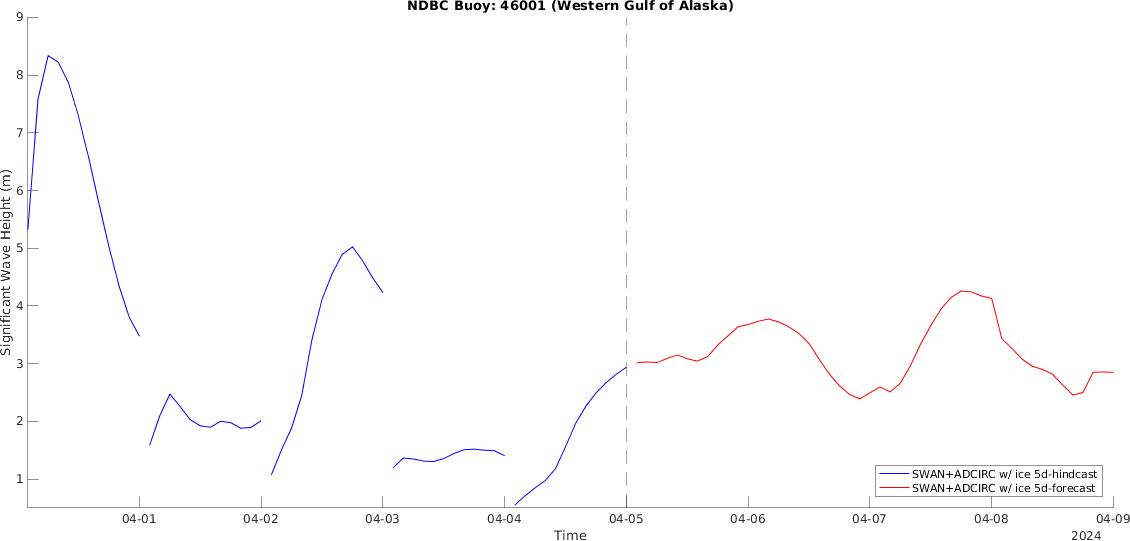 NDBC Buoy: 46001 (Western Gulf of Alaska)
9
8
7
6
5
4
3
2
1
Significant Wave Height (m)
SWAN+ADCIRC w/ ice 5d-hindcast
SWAN+ADCIRC w/ ice 5d-forecast
04-01 04-02 04-03 04-04 04-05 04-06 04-07 04-08 04-09
Time
2024